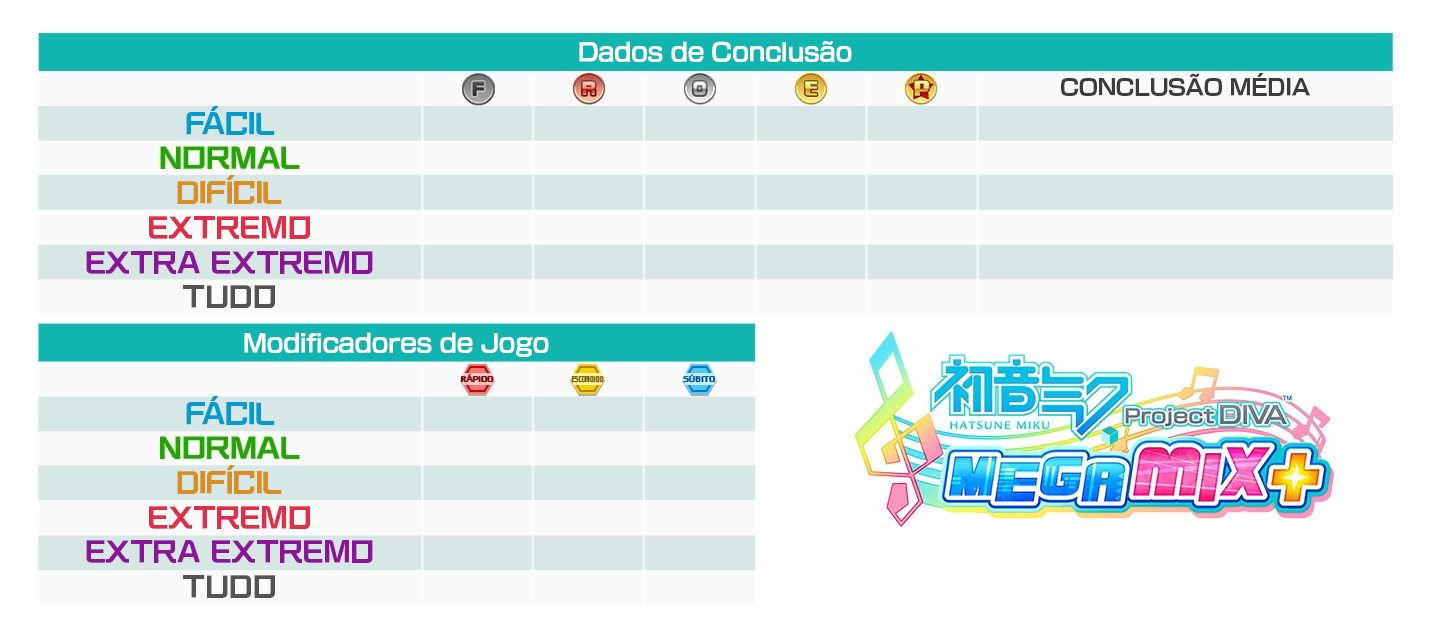 Dados de Conclusão
F R O E P CONCLUSÃO MÉDIA
FÁCIL
NORMAL
DIFÍCIL
EXTREMO
EXTRA EXTREMO
TUDO
Modificadores de Jogo
RÁPIDO ESCONDIDO SÚBITO
FÁCIL
NORMAL
DIFÍCIL
EXTREMO
EXTRA EXTREMO
TUDO
初音ミク
HATSUNE MIKU
Project DIVA™
MEGA MIX+